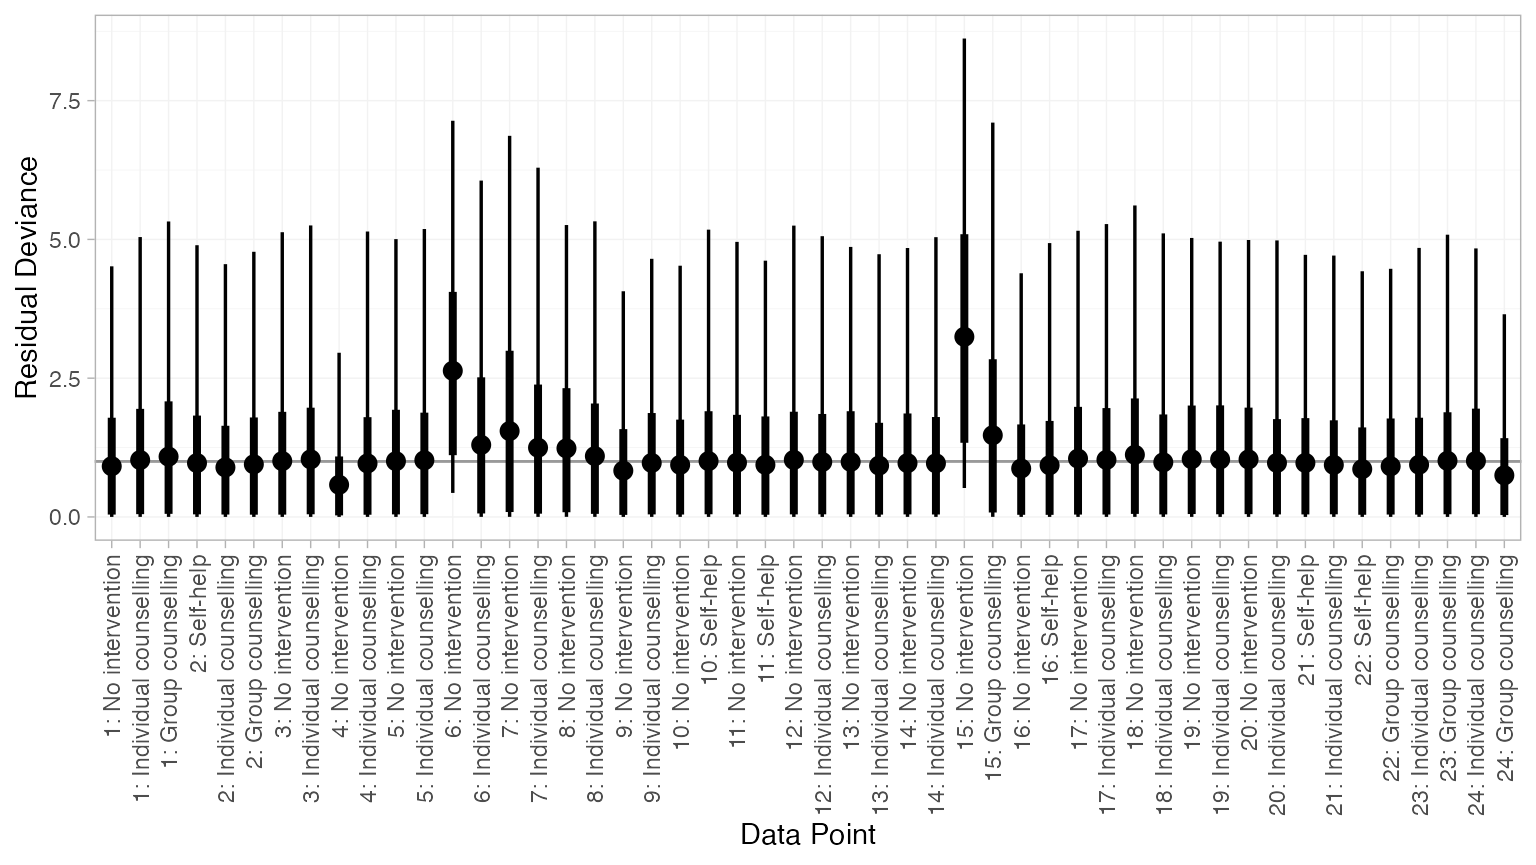 Residual Deviance
7.5
5.0
2.5
0.0
1: No intervention
1: Individual counselling
1: Group counselling
2: Self-help
2: Individual counselling
2: Group counselling
3: No intervention
3: Individual counselling
4: No intervention
4: Individual counselling
5: No intervention
5: Individual counselling
6: No intervention
6: Individual counselling
7: No intervention
7: Individual counselling
8: No intervention
8: Individual counselling
9: No intervention
9: Individual counselling
10: No intervention
10: Self-help
11: No intervention
11: Self-help
12: No intervention
12: Individual counselling
13: No intervention
13: Individual counselling
14: No intervention
14: Individual counselling
15: No intervention
15: Group counselling
16: No intervention
16: Self-help
17: No intervention
17: Individual counselling
18: No intervention
18: Individual counselling
19: No intervention
19: Individual counselling
20: No intervention
20: Individual counselling
21: Self-help
21: Individual counselling
22: Self-help
22: Group counselling
23: Individual counselling
23: Group counselling
24: Individual counselling
24: Group counselling
Data Point